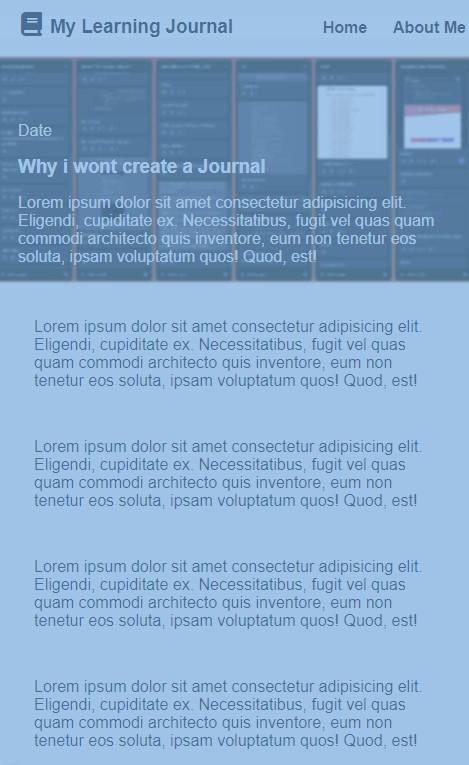 My Learning Journal
Home
About Me
Date
Why i wont create a Journal
Lorem ipsum dolor sit amet consectetur adipisicing elit.
Eligendi, cupiditate ex. Necessitatibus, fugit vel quas quam
commodi architecto quis inventore, eum non tenetur eos
soluta, ipsam voluptatum quos! Quod, est!
Lorem ipsum dolor sit amet consectetur adipisicing elit.
Eligendi, cupiditate ex. Necessitatibus, fugit vel quas
quam commodi architecto quis inventore, eum non
tenetur eos soluta, ipsam voluptatum quos! Quod, est!
Lorem ipsum dolor sit amet consectetur adipisicing elit.
Eligendi, cupiditate ex. Necessitatibus, fugit vel quas
quam commodi architecto quis inventore, eum non
tenetur eos soluta, ipsam voluptatum quos! Quod, est!
Lorem ipsum dolor sit amet consectetur adipisicing elit.
Eligendi, cupiditate ex. Necessitatibus, fugit vel quas
quam commodi architecto quis inventore, eum non
tenetur eos soluta, ipsam voluptatum quos! Quod, est!
Lorem ipsum dolor sit amet consectetur adipisicing elit.
Eligendi, cupiditate ex. Necessitatibus, fugit vel quas
quam commodi architecto quis inventore, eum non
tenetur eos soluta, ipsam voluptatum quos! Quod, est!